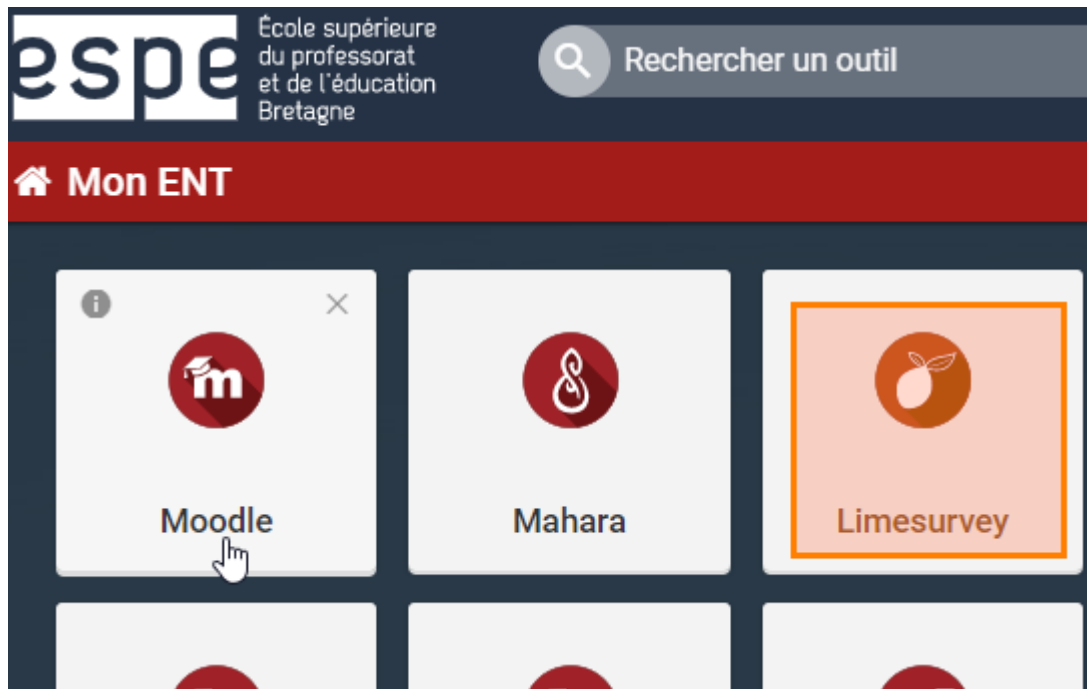 espe
École supérieure
du professorat
et de l'éducation
Bretagne
Rechercher un outil
Mon ENT
Moodle
Mahara
Limesurvey